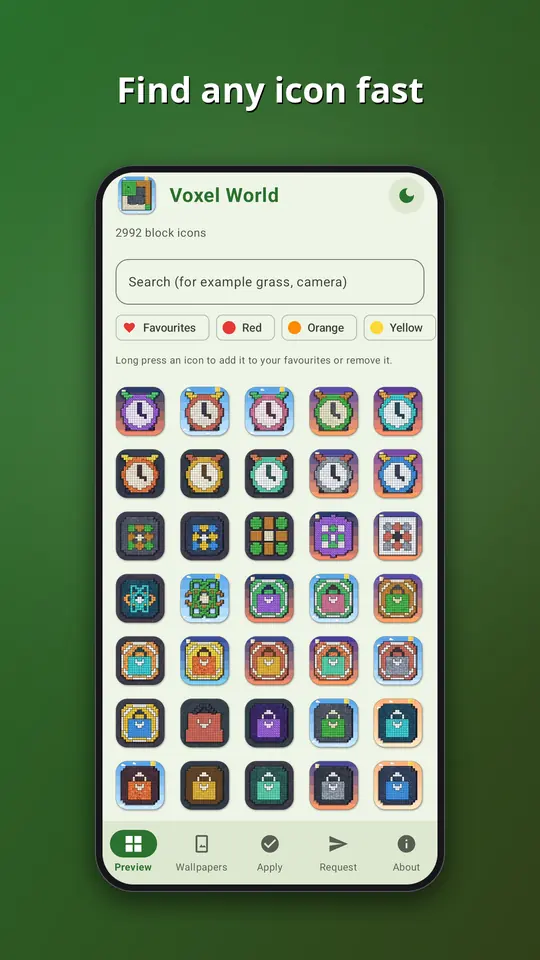 Find any icon fast
Voxel World
2992 block icons
Search (for example grass, camera)
Favourites
Red
Orange
Yellow
Long press an icon to add it to your favourites or remove it.
Preview
Wallpapers
Apply
Request
About